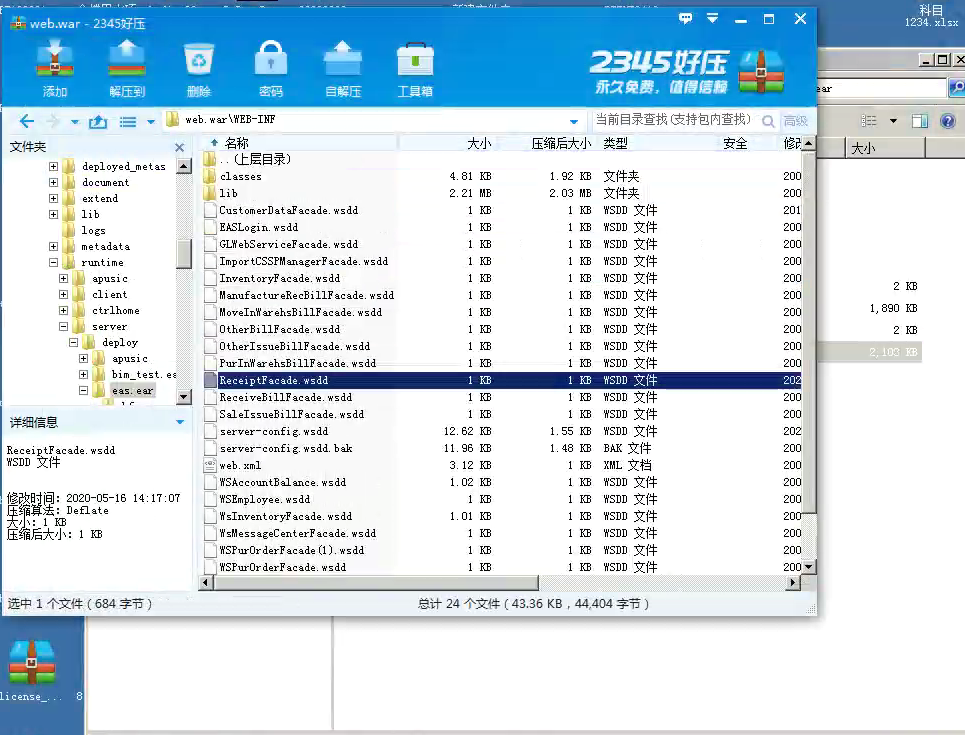 科目
1234.xlsx
web.war - 2345好压
添加
解压到
删除
密码
自解压
工具箱
2345好压
永久免费，值得信赖
ear
web.war\WEB-INF
当前目录查找(支持包内查找)
高级
文件夹
名称
大小
压缩后大小
类型
安全
修改
大小
deployed_metas
document
extend
lib
logs
metadata
runtime
apusic
client
ctrlhome
server
deploy
apusic
bim_test.ea
eas.ear
..(上层目录)
classes 4.81 KB 1.92 KB 文件夹 200
lib 2.21 MB 2.03 MB 文件夹 200
CustomerDataFacade.wsdd 1 KB 1 KB WSDD 文件 201
EASLogin.wsdd 1 KB 1 KB WSDD 文件 200
GLWebServiceFacade.wsdd 1 KB 1 KB WSDD 文件 200
ImportCSSPManagerFacade.wsdd 1 KB 1 KB WSDD 文件 200
InventoryFacade.wsdd 1 KB 1 KB WSDD 文件 200
ManufactureRecBillFacade.wsdd 1 KB 1 KB WSDD 文件 200
MoveInWarehsBillFacade.wsdd 1 KB 1 KB WSDD 文件 200
OtherBillFacade.wsdd 1 KB 1 KB WSDD 文件 200
OtherIssueBillFacade.wsdd 1 KB 1 KB WSDD 文件 200
PurInWarehsBillFacade.wsdd 1 KB 1 KB WSDD 文件 200
ReceiptFacade.wsdd 1 KB 1 KB WSDD 文件 202
ReceiveBillFacade.wsdd 1 KB 1 KB WSDD 文件 200
SaleIssueBillFacade.wsdd 1 KB 1 KB WSDD 文件 200
server-config.wsdd 12.62 KB 1.55 KB WSDD 文件 202
server-config.wsdd.bak 11.96 KB 1.48 KB BAK 文件 200
web.xml 3.12 KB 1 KB XML 文档 200
WSAccountBalance.wsdd 1.02 KB 1 KB WSDD 文件 200
WSEmployee.wsdd 1 KB 1 KB WSDD 文件 200
WsInventoryFacade.wsdd 1.01 KB 1 KB WSDD 文件 200
WsMessageCenterFacade.wsdd 1 KB 1 KB WSDD 文件 200
WSPurOrderFacade(1).wsdd 1 KB 1 KB WSDD 文件 200
WSPurOrderFacade.wsdd 1 KB 1 KB WSDD 文件 200
2 KB
1,890 KB
2 KB
2,103 KB
详细信息
ReceiptFacade.wsdd
WSDD 文件
修改时间: 2020-05-16 14:17:07
压缩算法: Deflate
大小: 1 KB
压缩后大小: 1 KB
选中 1 个文件 ( 684 字节 )
总计 24 个文件 ( 43.36 KB , 44,404 字节 )
license_... 8